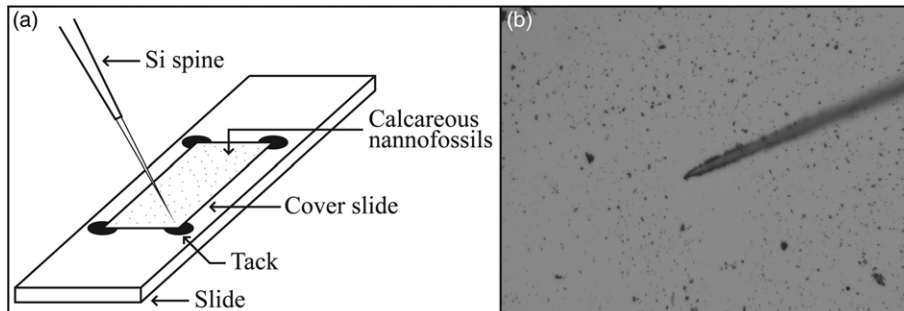 (a)
Si spine
Calcareous
nannofossils
Cover slide
Tack
Slide
(b)